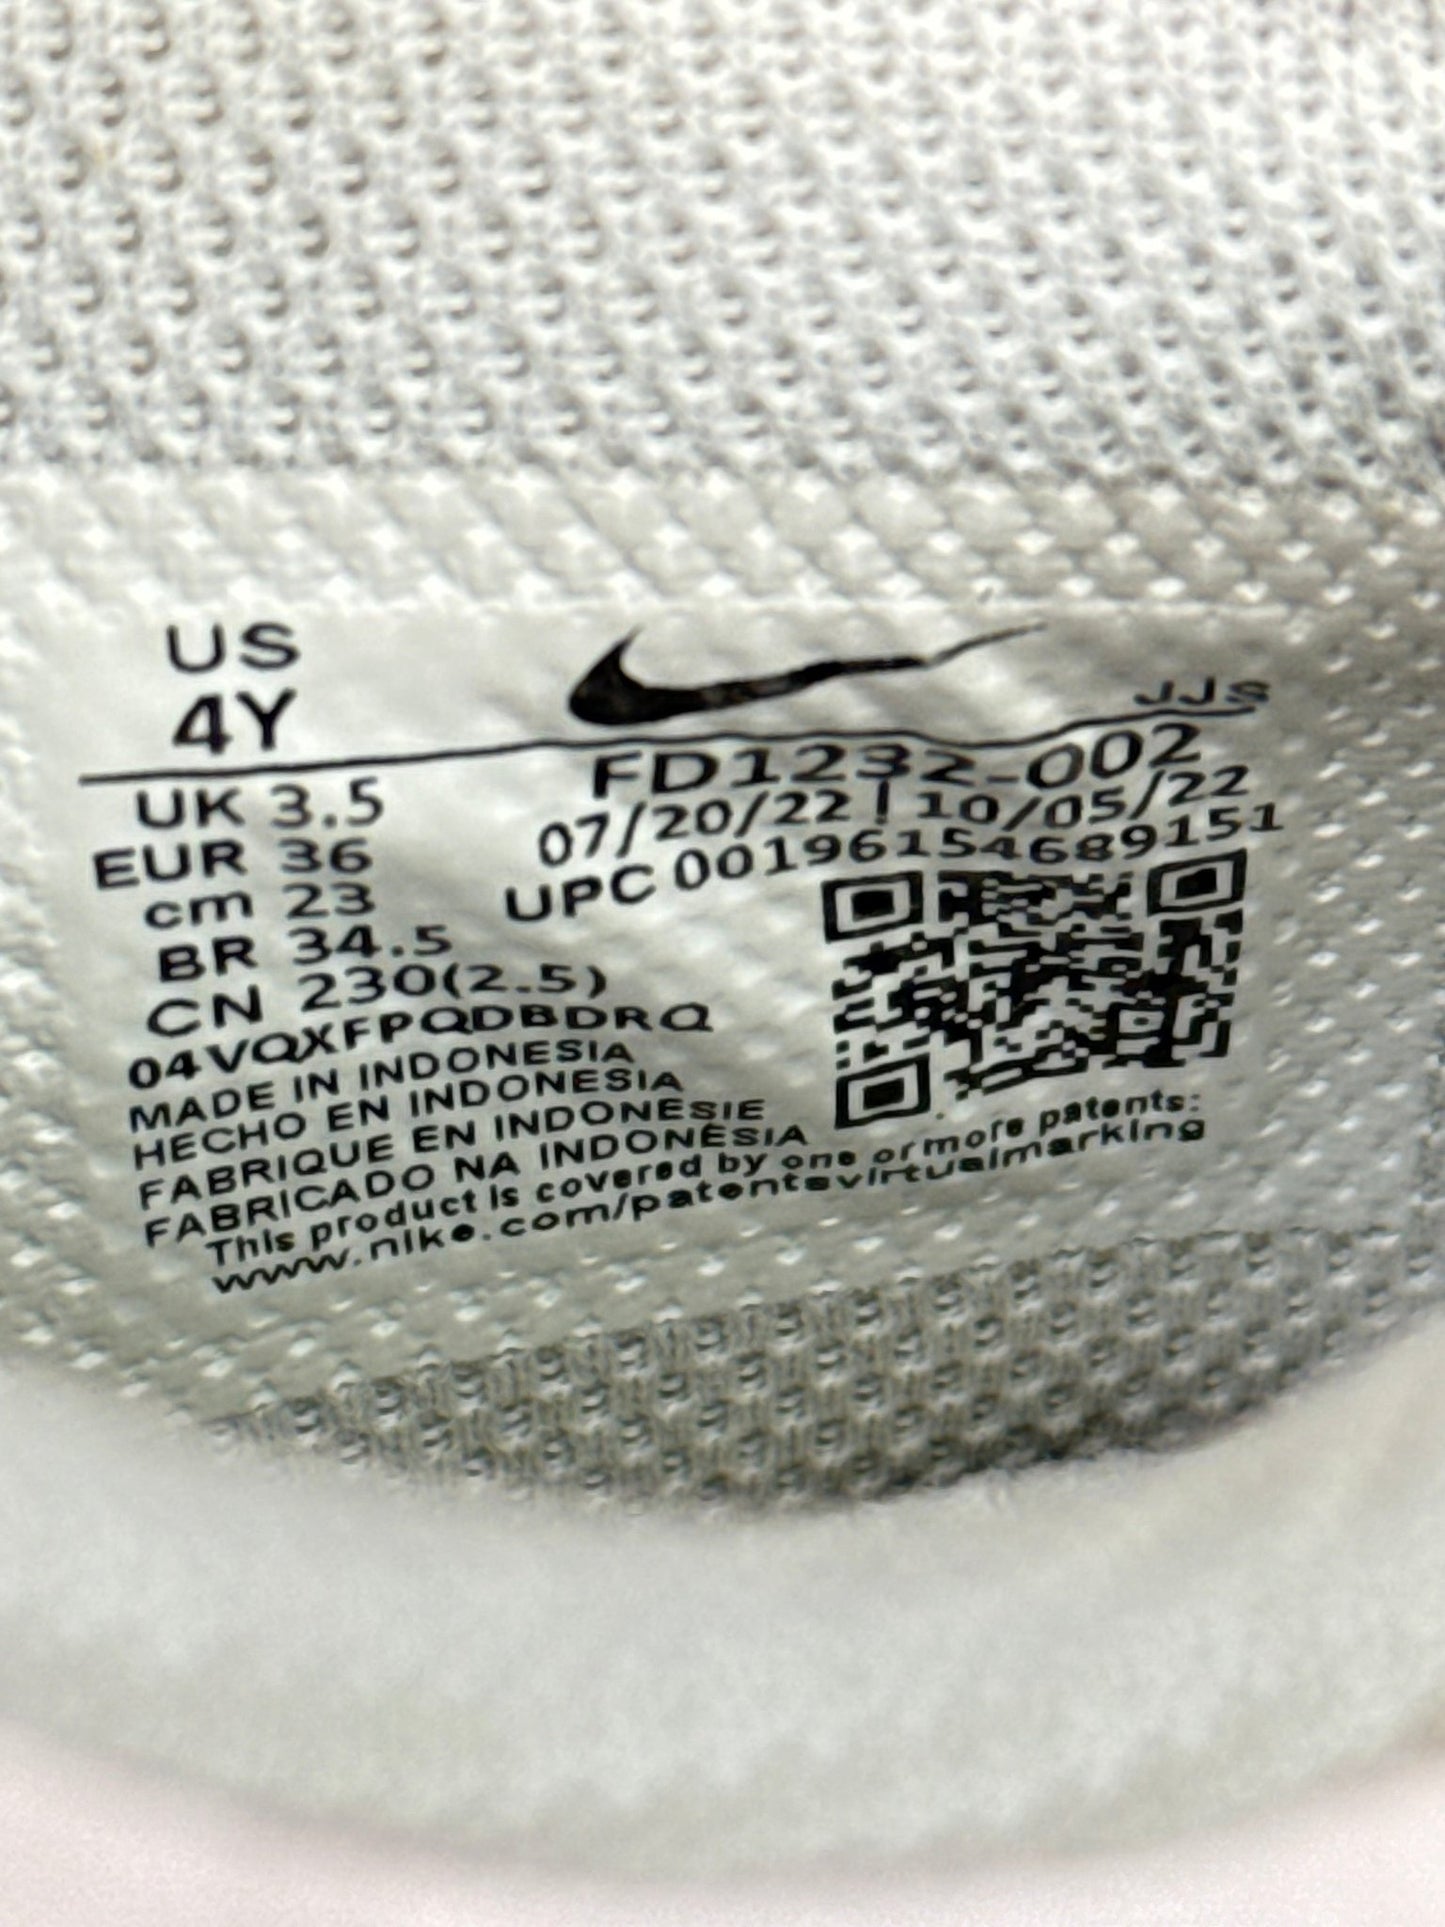 US
4Y
JJS
UK 3.5
EUR 36
cm 23
BR 34.5
CN 230(2.5)
FD1232-002
07/20/22 | 10/05/22
UPC 00196154689151
04VQXFPQDBDRQ
MADE IN INDONESIA
HECHO EN INDONESIA
FABRIQUE EN INDONESIE
FABRICADO NA INDONÉSIA
This product is covered by one or more patents:
www.nike.com/patentsvirtualmarking